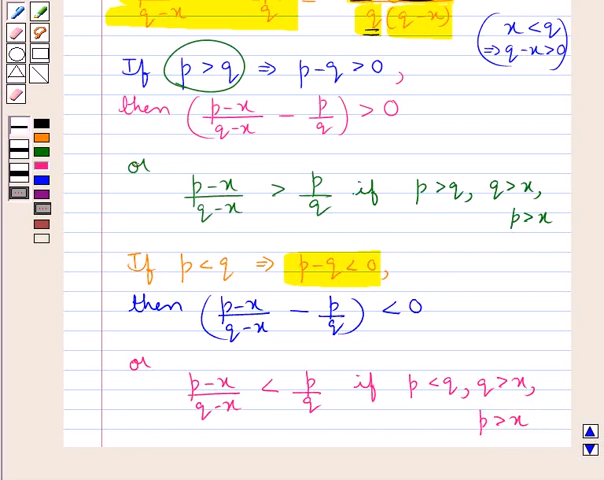 q-x q q (q-x)
(x < q
⇒ q-x > 0)
If p > q ⇒ p-q > 0,
then (p-x/q-x - p/q) > 0
or
p-x/q-x > p/q if p > q, q > x,
p > x
If p < q ⇒ p-q < 0,
then (p-x/q-x - p/q) < 0
or
p-x/q-x < p/q if p < q, q > x,
p > x